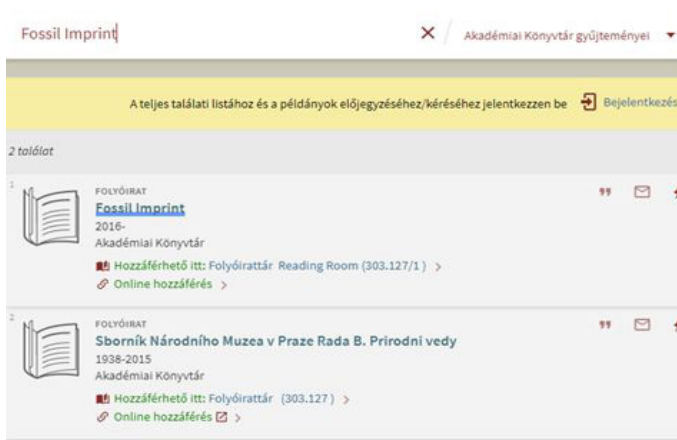 Fossil Imprint
Akadémiai Könyvtár gyűjteményei
A teljes találati listához és a példányok előjegyzéséhez/kéréséhez jelentkezzen be
Bejelentkezés
2 találat
1
FOLYÓIRAT
Fossil Imprint
2016-
Akadémiai Könyvtár
Hozzáférhető itt: Folyóirattár Reading Room (303.127/1 )
Online hozzáférés
2
FOLYÓIRAT
Sborník Národního Muzea v Praze Rada B. Prirodni vedy
1938-2015
Akadémiai Könyvtár
Hozzáférhető itt: Folyóirattár (303.127 )
Online hozzáférés